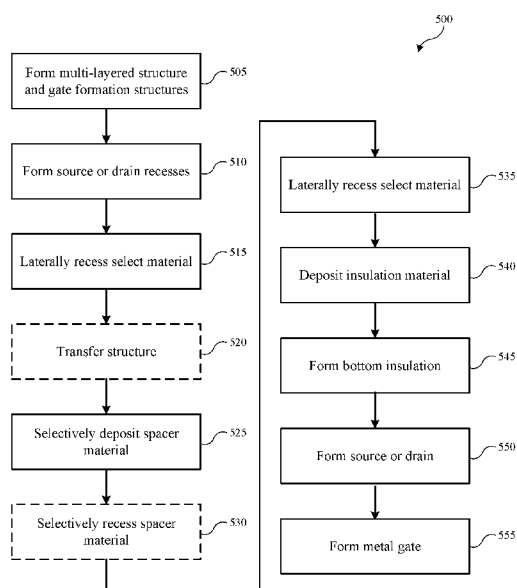 500
Form multi-layered structure
and gate formation structures
505
Form source or drain recesses
510
Laterally recess select material
515
Transfer structure
520
Selectively deposit spacer
material
525
Selectively recess spacer
material
530
Laterally recess select material
535
Deposit insulation material
540
Form bottom insulation
545
Form source or drain
550
Form metal gate
555